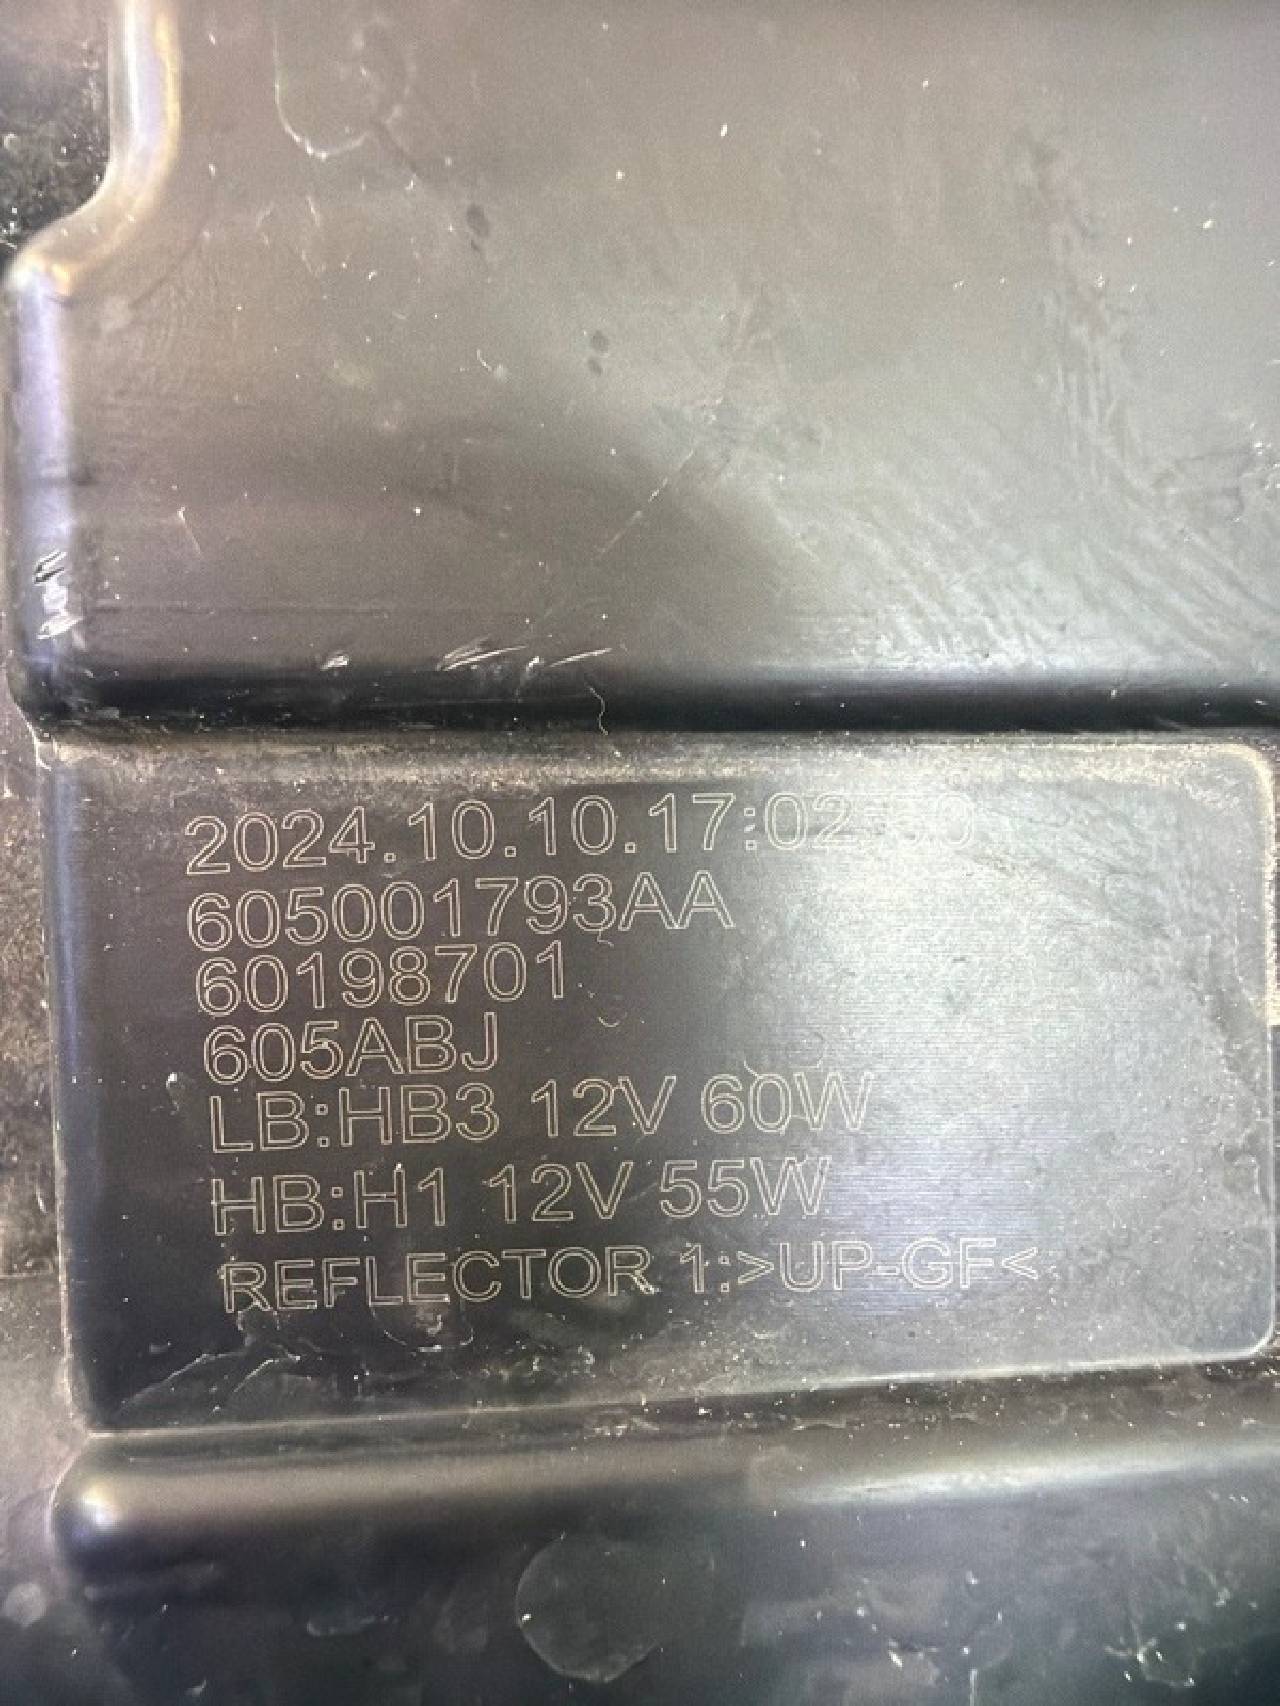 2024.10.10.17:02:50
605001793AA
60198701
605ABJ
LB:HB3 12V 60W
HB:H1 12V 55W
REFLECTOR 1:>UP-GF<